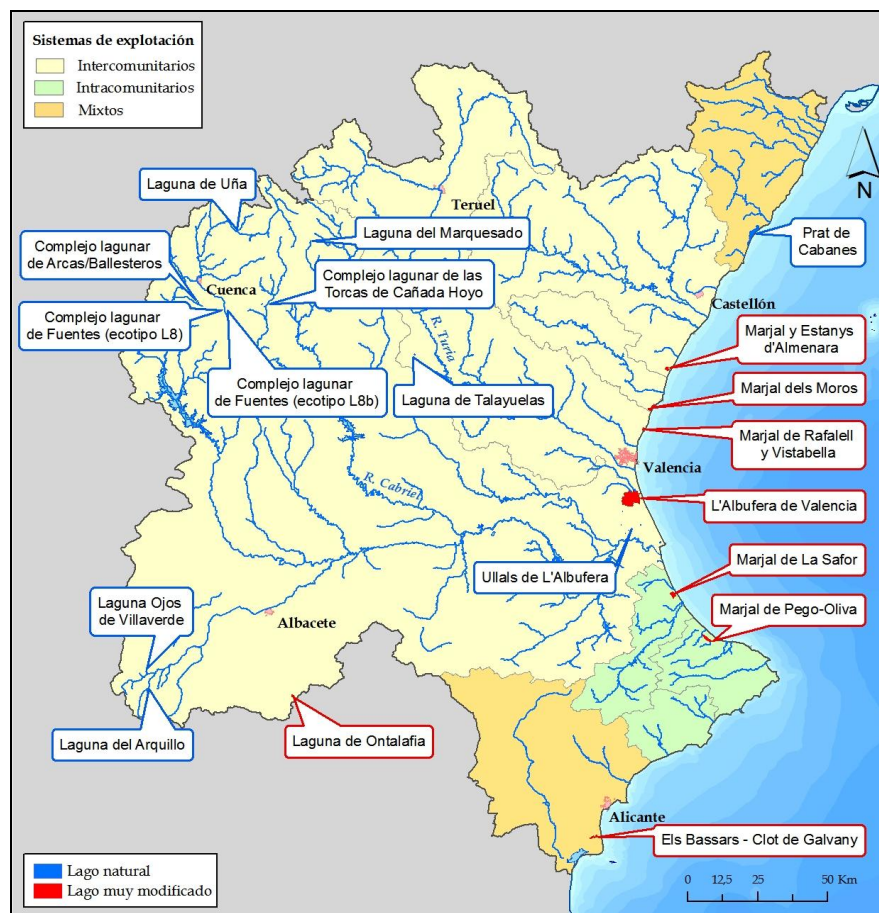 Sistemas de explotación
Intercomunitarios
Intracomunitarios
Mixtos
Laguna de Uña
Teruel
N
Laguna del Marquesado
Prat de
Cabanes
Complejo lagunar
de Arcas/Ballesteros
Cuenca
Complejo lagunar de las
Torcas de Cañada Hoyo
Castellón
Complejo lagunar
de Fuentes (ecotipo L8)
R. Turia
Marjal y Estanys
d'Almenara
Complejo lagunar
de Fuentes (ecotipo L8b)
Laguna de Talayuelas
Marjal dels Moros
Marjal de Rafalell
y Vistabella
Valencia
R. Cabriel
L'Albufera de Valencia
Ullals de L'Albufera
Marjal de La Safor
Laguna Ojos
de Villaverde
Albacete
Marjal de Pego-Oliva
Laguna del Arquillo
Laguna de Ontalafia
Alicante
Els Bassars - Clot de Galvany
Lago natural
Lago muy modificado
0 12,5 25 50 Km